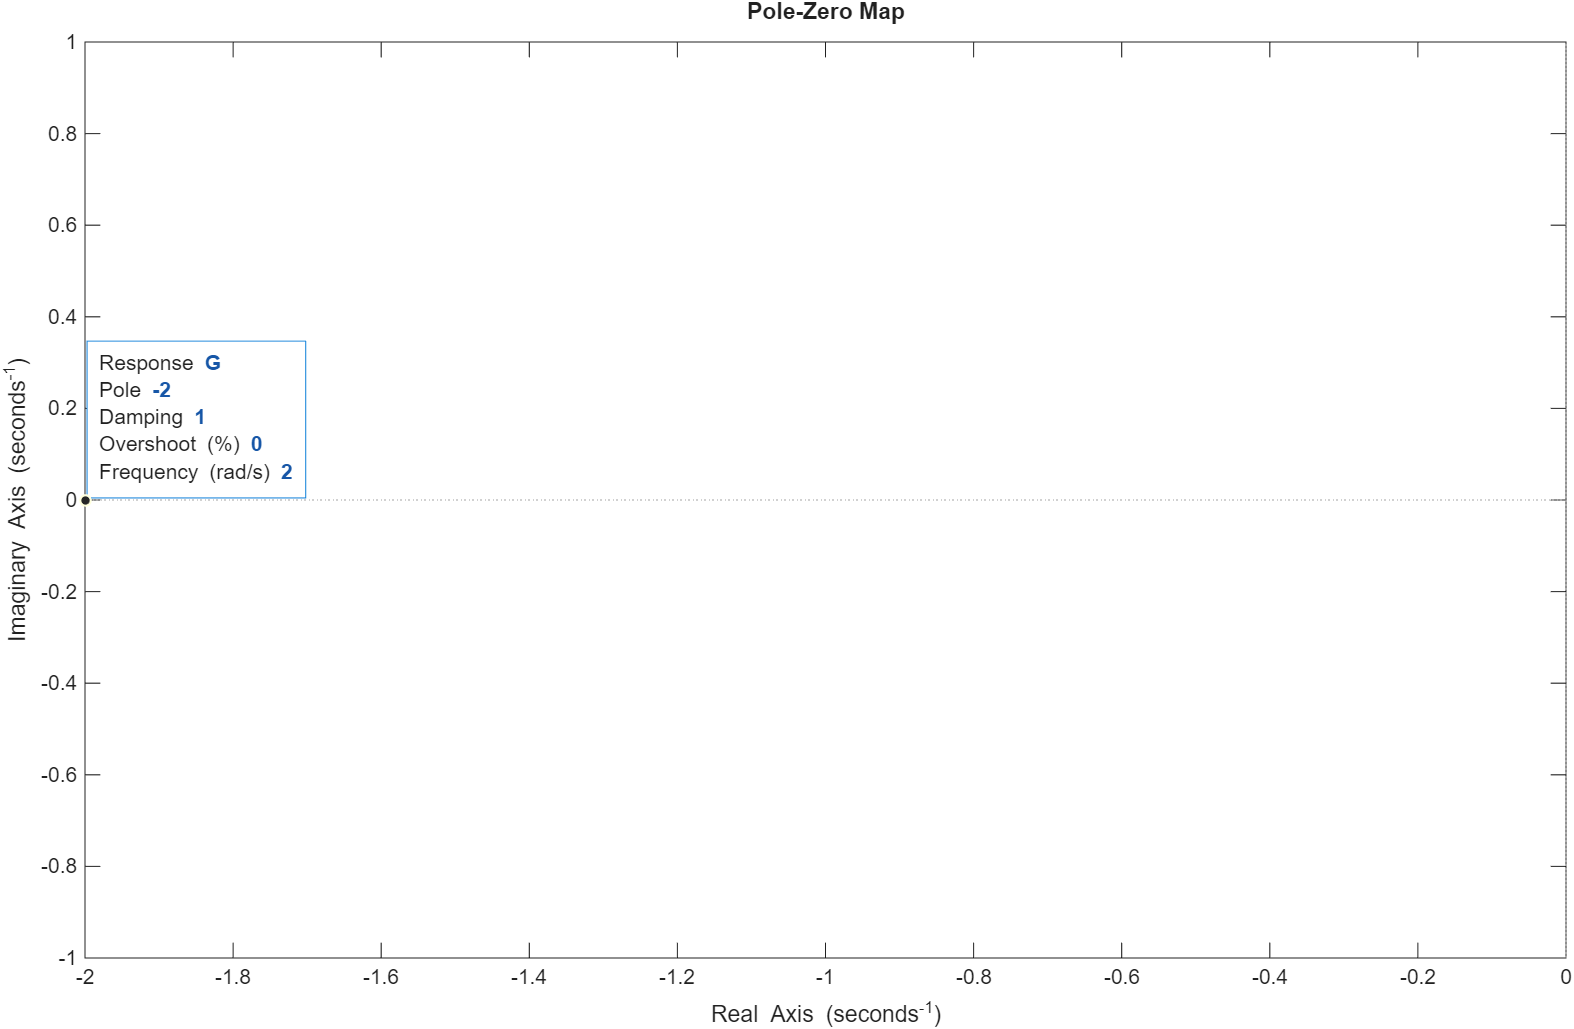 Pole-Zero Map
1
0.8
0.6
0.4
0.2
0
-0.2
-0.4
-0.6
-0.8
-1
Imaginary Axis (seconds-1)
Response G
Pole -2
Damping 1
Overshoot (%) 0
Frequency (rad/s) 2
-2 -1.8 -1.6 -1.4 -1.2 -1 -0.8 -0.6 -0.4 -0.2 0
Real Axis (seconds-1)